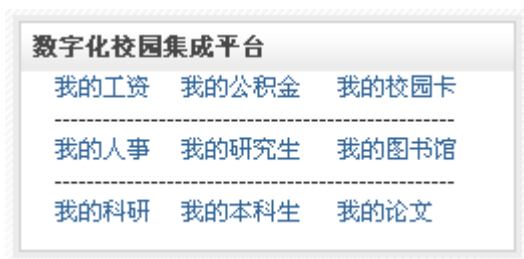 数字化校园集成平台
我的工资 我的公积金 我的校园卡
我的人事 我的研究生 我的图书馆
我的科研 我的本科生 我的论文